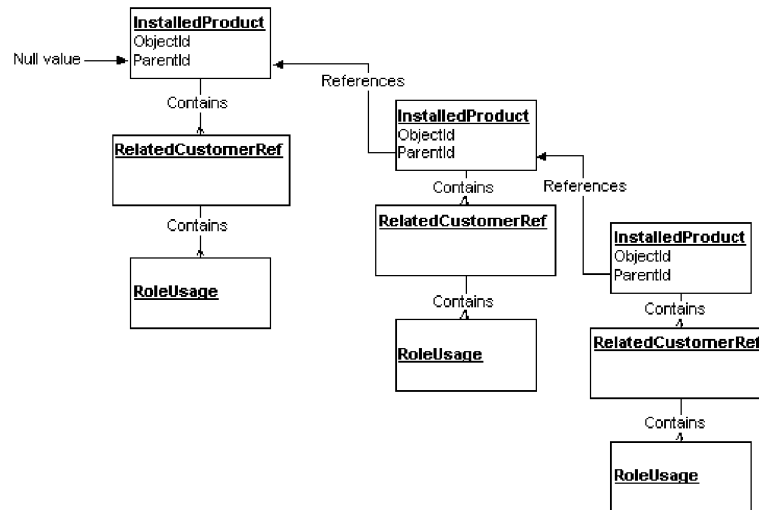 InstalledProduct
ObjectId
ParentId
Null value
References
Contains
RelatedCustomerRef
Contains
RoleUsage
InstalledProduct
ObjectId
ParentId
References
Contains
RelatedCustomerRef
Contains
RoleUsage
InstalledProduct
ObjectId
ParentId
Contains
RelatedCustomerRef
Contains
RoleUsage